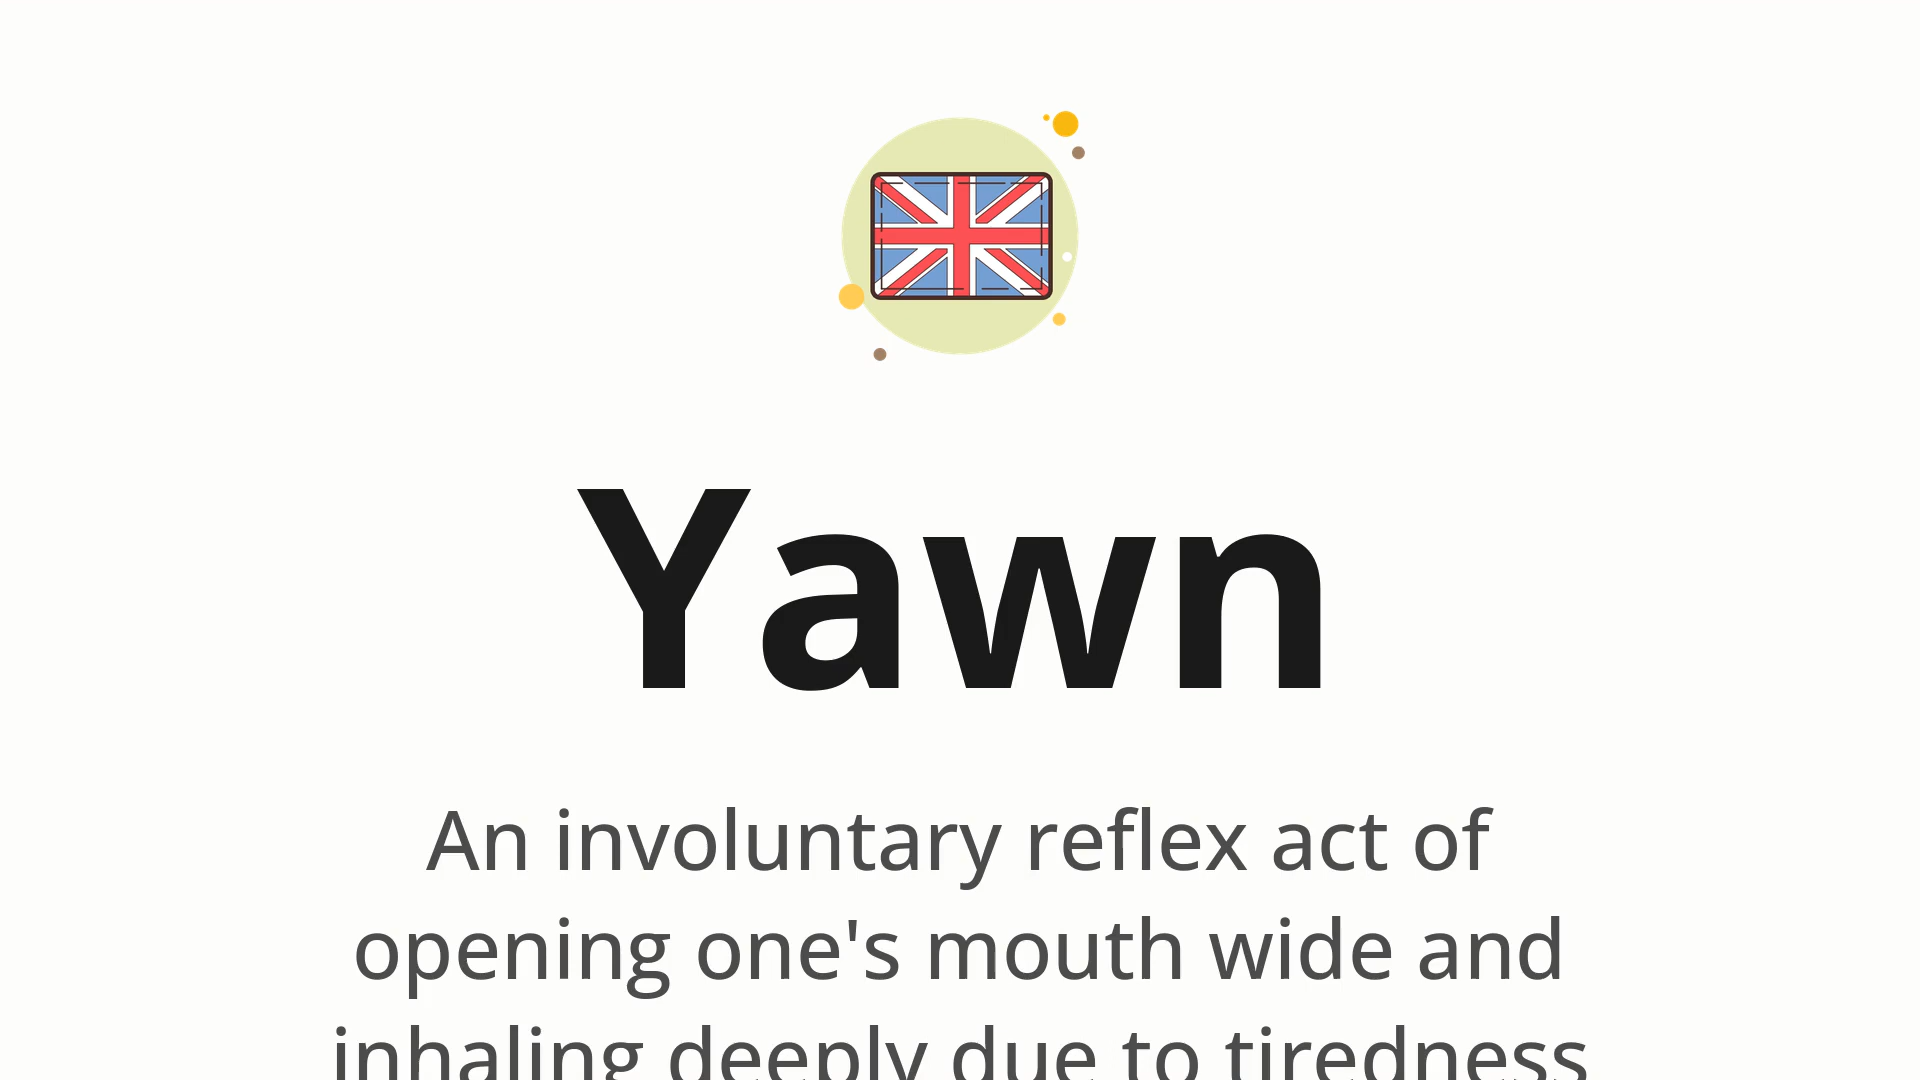 Yawn
An involuntary reflex act of
opening one's mouth wide and
inhaling deeply due to tiredness